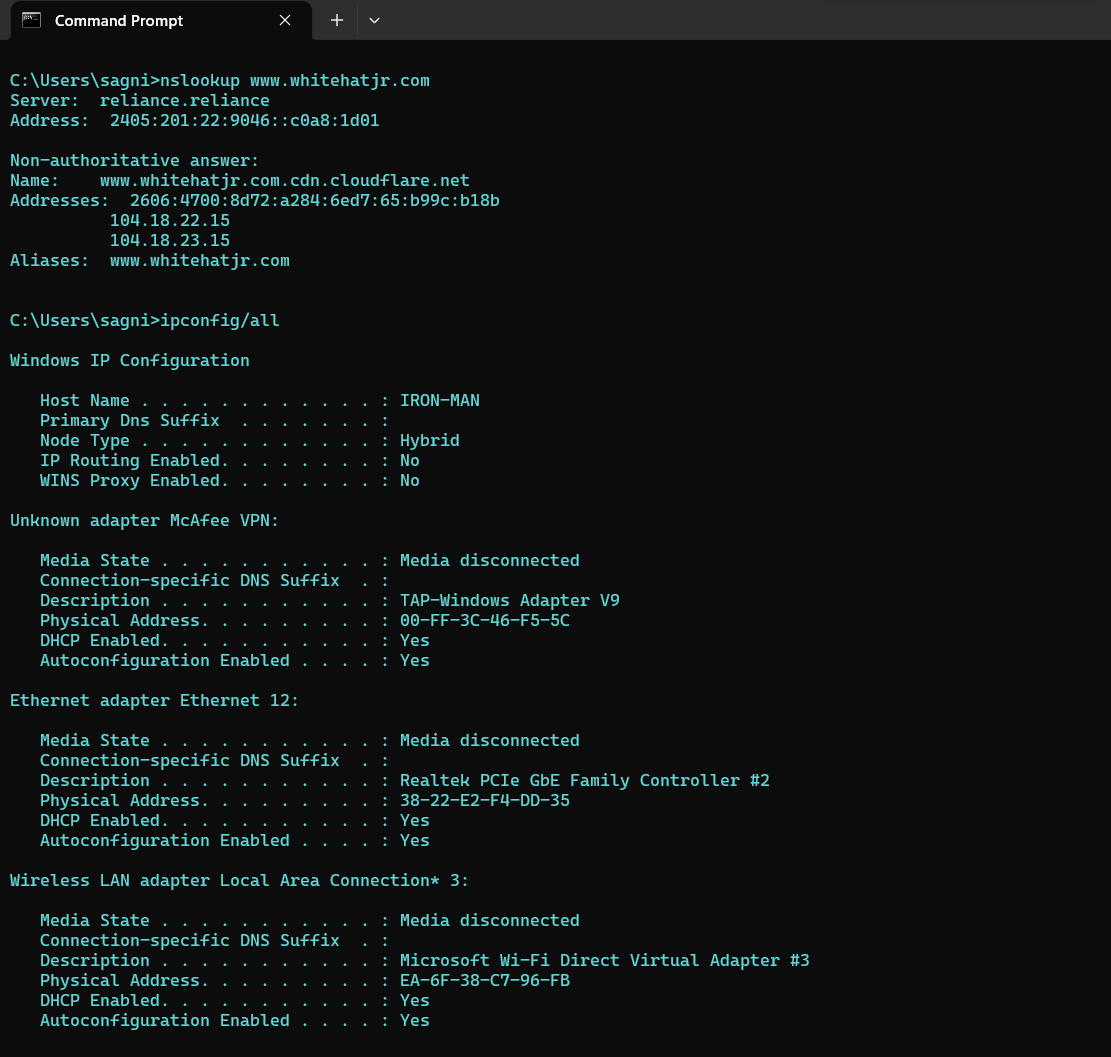 Command Prompt
C:\Users\sagni>nslookup www.whitehatjr.com
Server:  reliance.reliance
Address:  2405:201:22:9046::c0a8:1d01
Non-authoritative answer:
Name:    www.whitehatjr.com.cdn.cloudflare.net
Addresses:  2606:4700:8d72:a284:6ed7:65:b99c:b18b
104.18.22.15
104.18.23.15
Aliases:  www.whitehatjr.com
C:\Users\sagni>ipconfig/all
Windows IP Configuration
Host Name . . . . . . . . . . . . : IRON-MAN
Primary Dns Suffix  . . . . . . . :
Node Type . . . . . . . . . . . . : Hybrid
IP Routing Enabled. . . . . . . . : No
WINS Proxy Enabled. . . . . . . . : No
Unknown adapter McAfee VPN:
Media State . . . . . . . . . . . : Media disconnected
Connection-specific DNS Suffix  . :
Description . . . . . . . . . . . : TAP-Windows Adapter V9
Physical Address. . . . . . . . . : 00-FF-3C-46-F5-5C
DHCP Enabled. . . . . . . . . . . : Yes
Autoconfiguration Enabled . . . . : Yes
Ethernet adapter Ethernet 12:
Media State . . . . . . . . . . . : Media disconnected
Connection-specific DNS Suffix  . :
Description . . . . . . . . . . . : Realtek PCIe GbE Family Controller #2
Physical Address. . . . . . . . . : 38-22-E2-F4-DD-35
DHCP Enabled. . . . . . . . . . . : Yes
Autoconfiguration Enabled . . . . : Yes
Wireless LAN adapter Local Area Connection* 3:
Media State . . . . . . . . . . . : Media disconnected
Connection-specific DNS Suffix  . :
Description . . . . . . . . . . . : Microsoft Wi-Fi Direct Virtual Adapter #3
Physical Address. . . . . . . . . : EA-6F-38-C7-96-FB
DHCP Enabled. . . . . . . . . . . : Yes
Autoconfiguration Enabled . . . . : Yes